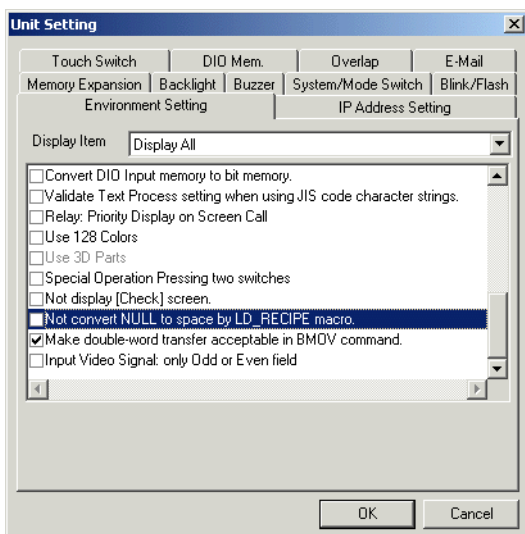 Unit Setting
Touch Switch DIO Mem. Overlap E-Mail
Memory Expansion Backlight Buzzer System/Mode Switch Blink/Flash
Environment Setting IP Address Setting
Display Item Display All
Convert DIO Input memory to bit memory.
Validate Text Process setting when using JIS code character strings.
Relay: Priority Display on Screen Call
Use 128 Colors
Use 3D Parts
Special Operation Pressing two switches
Not display [Check] screen.
Not convert NULL to space by LD_RECIPE macro.
Make double-word transfer acceptable in BMOV command.
Input Video Signal: only Odd or Even field
OK Cancel